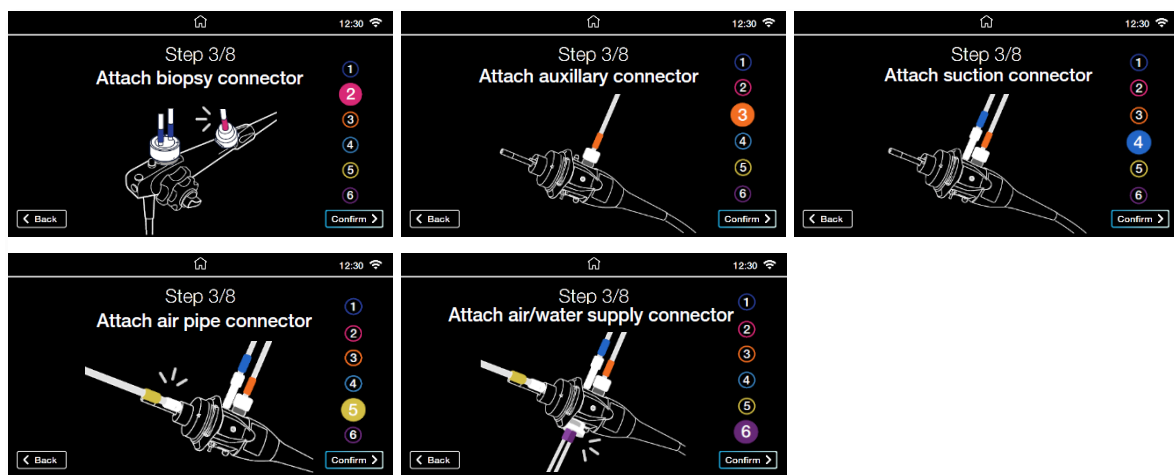 12:30
Step 3/8
Attach biopsy connector
1
2
3
4
5
6
Back
Confirm
12:30
Step 3/8
Attach auxillary connector
1
2
3
4
5
6
Back
Confirm
12:30
Step 3/8
Attach suction connector
1
2
3
4
5
6
Back
Confirm
12:30
Step 3/8
Attach air pipe connector
1
2
3
4
5
6
Back
Confirm
12:30
Step 3/8
Attach air/water supply connector
1
2
3
4
5
6
Back
Confirm